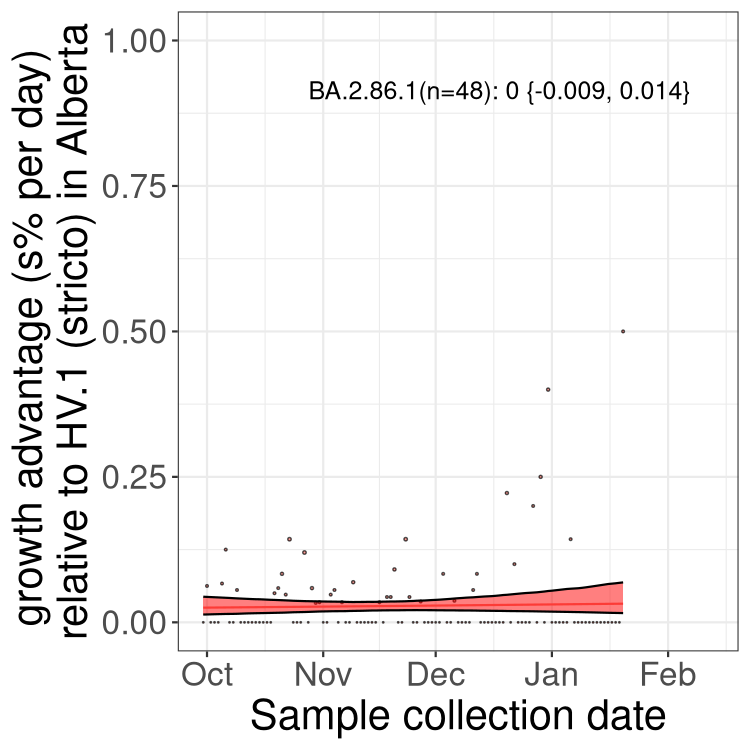 growth advantage (s% per day)
relative to HV.1 (stricto) in Alberta
1.00
0.75
0.50
0.25
0.00
BA.2.86.1(n=48): 0 {-0.009, 0.014}
Oct Nov Dec Jan Feb
Sample collection date